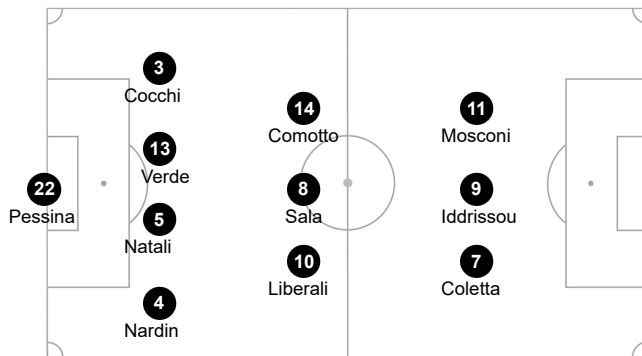 3
Cocchi
14
Comotto
11
Mosconi
13
Verde
22
Pessina
8
Sala
9
Iddrissou
5
Natali
10
Liberali
7
Coletta
4
Nardin